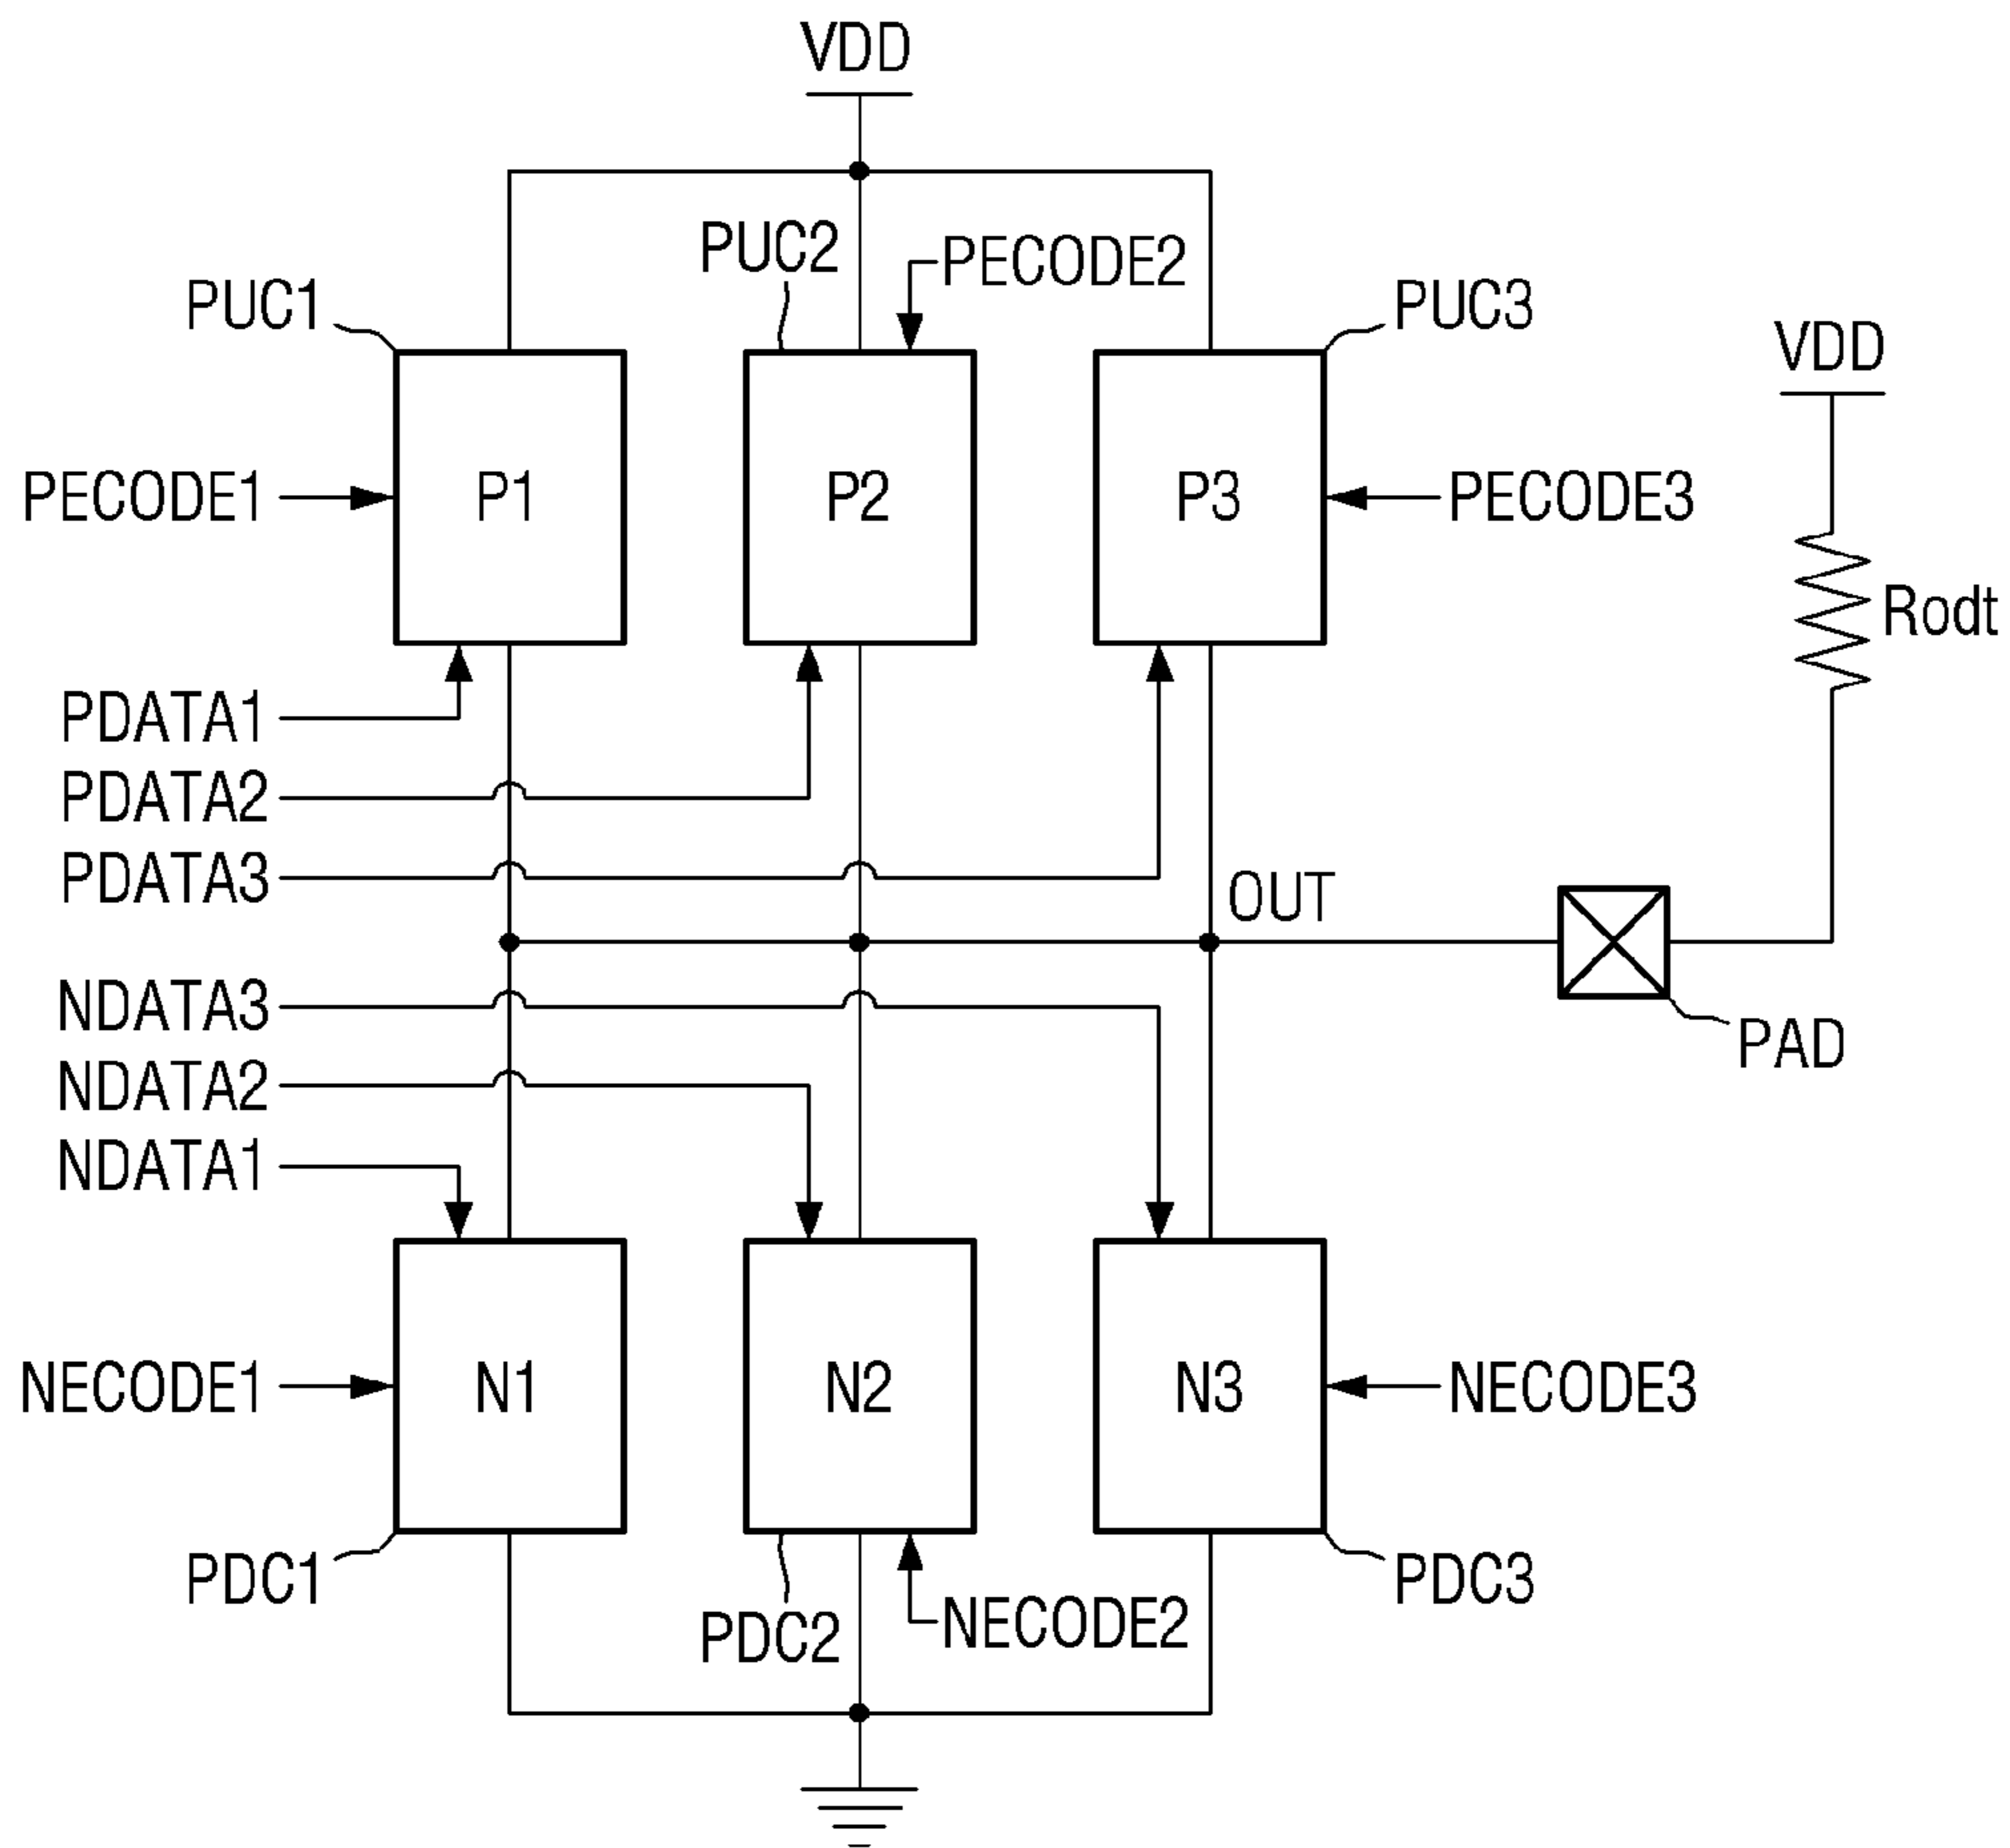 VDD
PUC2
PECODE2
PUC1
PUC3
VDD
PECODE1
P1
P2
P3
PECODE3
Rodt
PDATA1
PDATA2
PDATA3
OUT
NDATA3
PAD
NDATA2
NDATA1
NECODE1
N1
N2
N3
NECODE3
PDC1
PDC2
NECODE2
PDC3